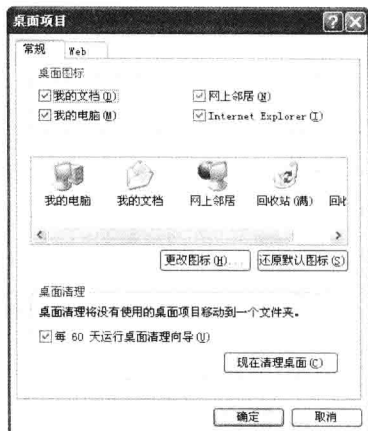 桌面项目
常规 Web
桌面图标
我的文档(D) 网上邻居(N)
我的电脑(M) Internet Explorer(I)
我的电脑 我的文档 网上邻居 回收站(满)
更改图标(H)... 还原默认图标(S)
桌面清理
桌面清理将没有使用的桌面项目移动到一个文件夹。
每 60 天运行桌面清理向导(U)
现在清理桌面(C)
确定 取消